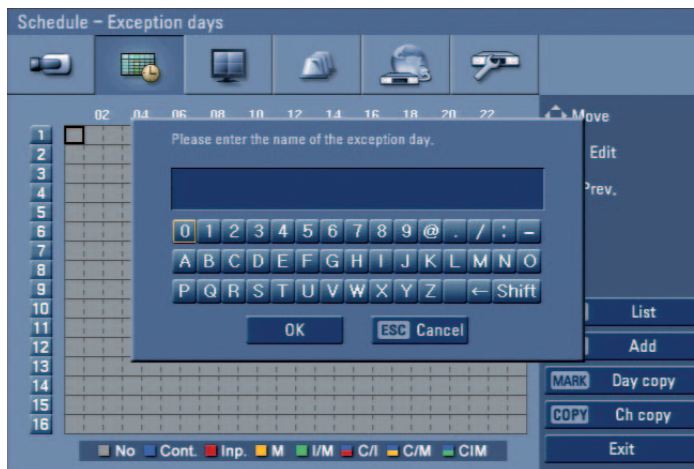 Schedule – Exception days
02 04 06 08 10 12 14 16 18 20 22
Move
Edit
Prev.
Please enter the name of the exception day.
0 1 2 3 4 5 6 7 8 9 @ . / : –
A B C D E F G H I J K L M N O
P Q R S T U V W X Y Z ← Shift
OK
ESC Cancel
1
2
3
4
5
6
7
8
9
10
11
12
13
14
15
16
List
Add
MARK Day copy
COPY Ch copy
Exit
No Cont. Inp. M I/M C/I C/M CIM